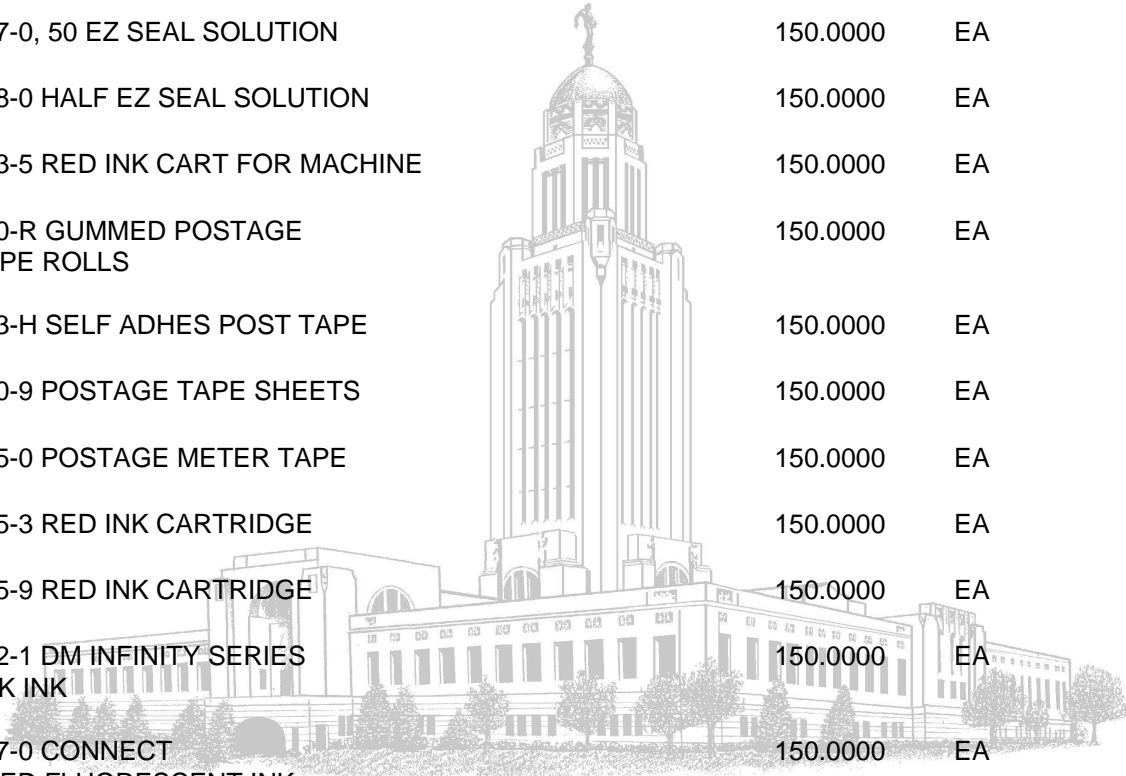 7-0, 50 EZ SEAL SOLUTION 150.0000 EA
8-0 HALF EZ SEAL SOLUTION 150.0000 EA
3-5 RED INK CART FOR MACHINE 150.0000 EA
0-R GUMMED POSTAGE 150.0000 EA
PE ROLLS
3-H SELF ADHES POST TAPE 150.0000 EA
0-9 POSTAGE TAPE SHEETS 150.0000 EA
5-0 POSTAGE METER TAPE 150.0000 EA
5-3 RED INK CARTRIDGE 150.0000 EA
5-9 RED INK CARTRIDGE 150.0000 EA
2-1 DM INFINITY SERIES 150.0000 EA
K INK
7-0 CONNECT 150.0000 EA
ED FLUORESCENT INK